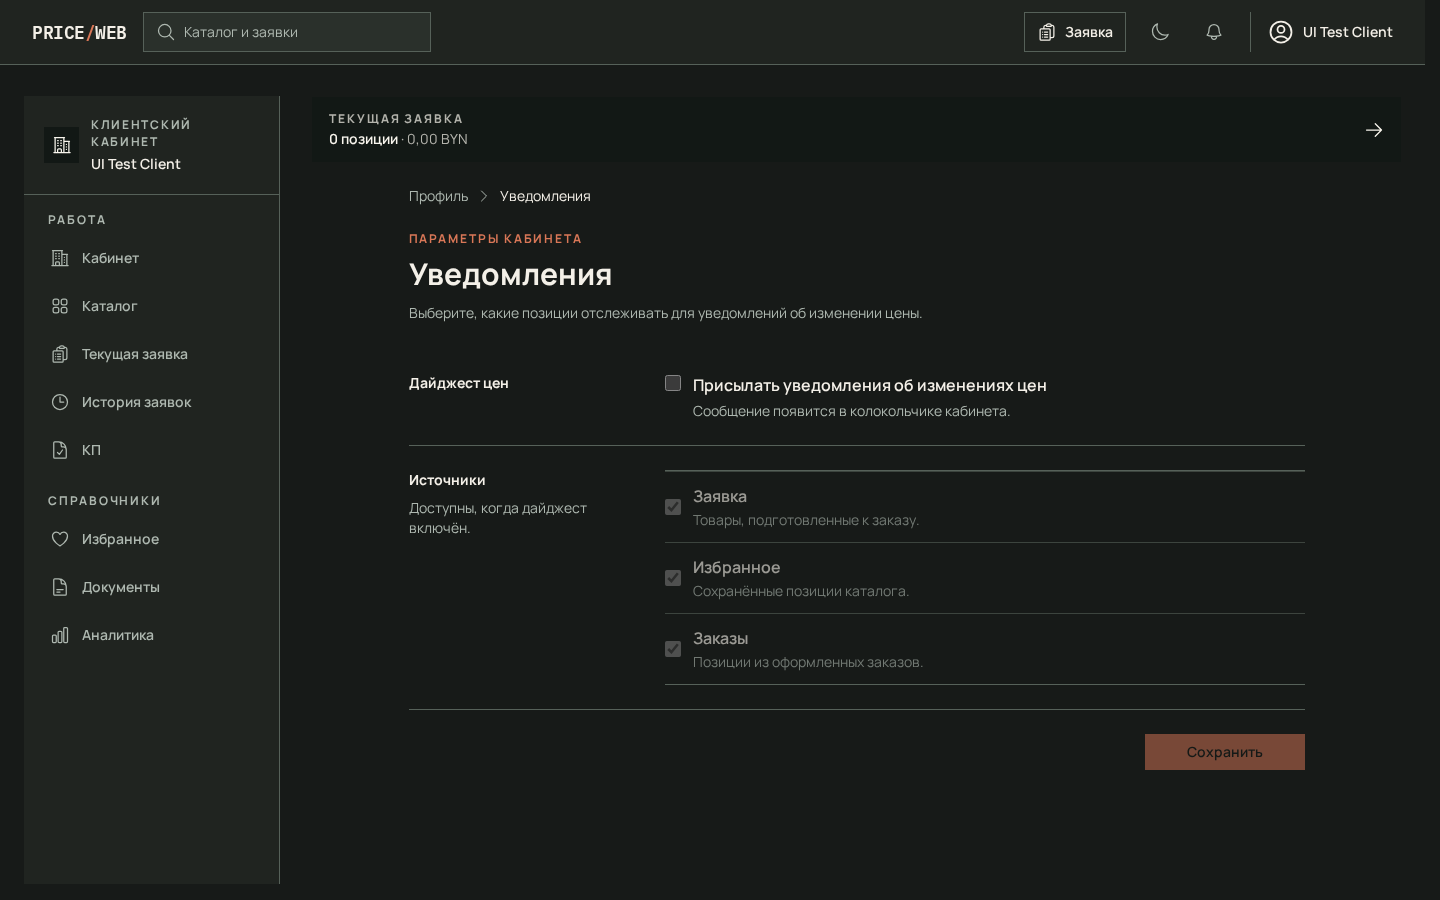 PRICE/WEB
Каталог и заявки
Заявка
UI Test Client
КЛИЕНТСКИЙ
КАБИНЕТ
UI Test Client
РАБОТА
Кабинет
Каталог
Текущая заявка
История заявок
КП
СПРАВОЧНИКИ
Избранное
Документы
Аналитика
ТЕКУЩАЯ ЗАЯВКА
0 позиции · 0,00 BYN
Профиль
Уведомления
ПАРАМЕТРЫ КАБИНЕТА
Уведомления
Выберите, какие позиции отслеживать для уведомлений об изменении цены.
Дайджест цен
Присылать уведомления об изменениях цен
Сообщение появится в колокольчике кабинета.
Источники
Доступны, когда дайджест
включён.
Заявка
Товары, подготовленные к заказу.
Избранное
Сохранённые позиции каталога.
Заказы
Позиции из оформленных заказов.
Сохранить